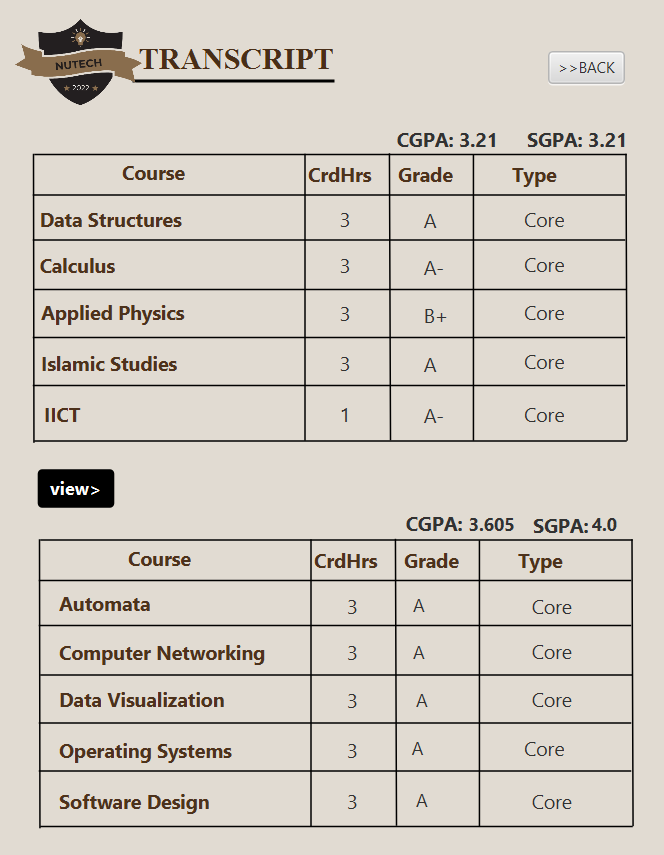 NUTECH
2022
TRANSCRIPT
>>BACK
CGPA: 3.21 SGPA: 3.21
Course CrdHrs Grade Type
Data Structures 3 A Core
Calculus 3 A- Core
Applied Physics 3 B+ Core
Islamic Studies 3 A Core
IICT 1 A- Core
view>
CGPA: 3.605 SGPA: 4.0
Course CrdHrs Grade Type
Automata 3 A Core
Computer Networking 3 A Core
Data Visualization 3 A Core
Operating Systems 3 A Core
Software Design 3 A Core